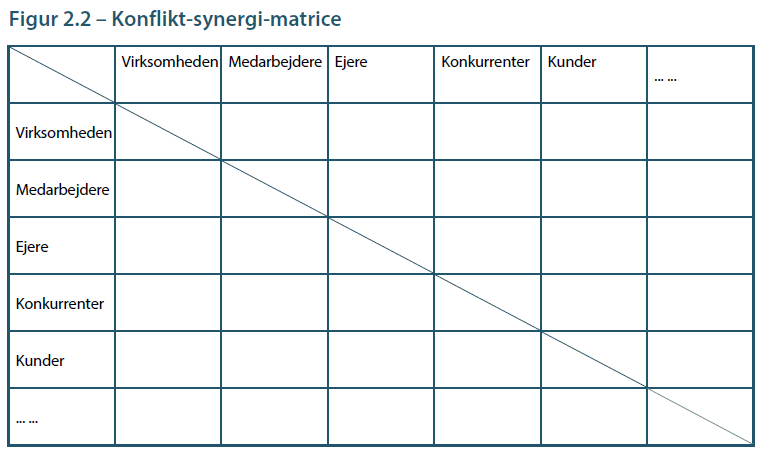 Figur 2.2 – Konflikt-synergi-matrice
Virksomheden Medarbejdere Ejere Konkurrenter Kunder ... ...
Virksomheden
Medarbejdere
Ejere
Konkurrenter
Kunder
... ...